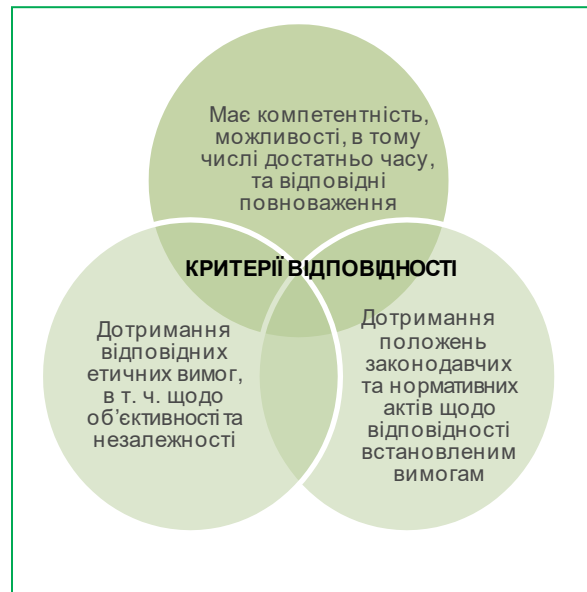 Має компетентність,
можливості, в тому
числі достатньо часу,
та відповідні
повноваження
КРИТЕРІЇ ВІДПОВІДНОСТІ
Дотримання
відповідних
етичних вимог,
в т. ч. щодо
об’єктивності та
незалежності
Дотримання
положень
законодавчих
та нормативних
актів щодо
відповідності
встановленим
вимогам